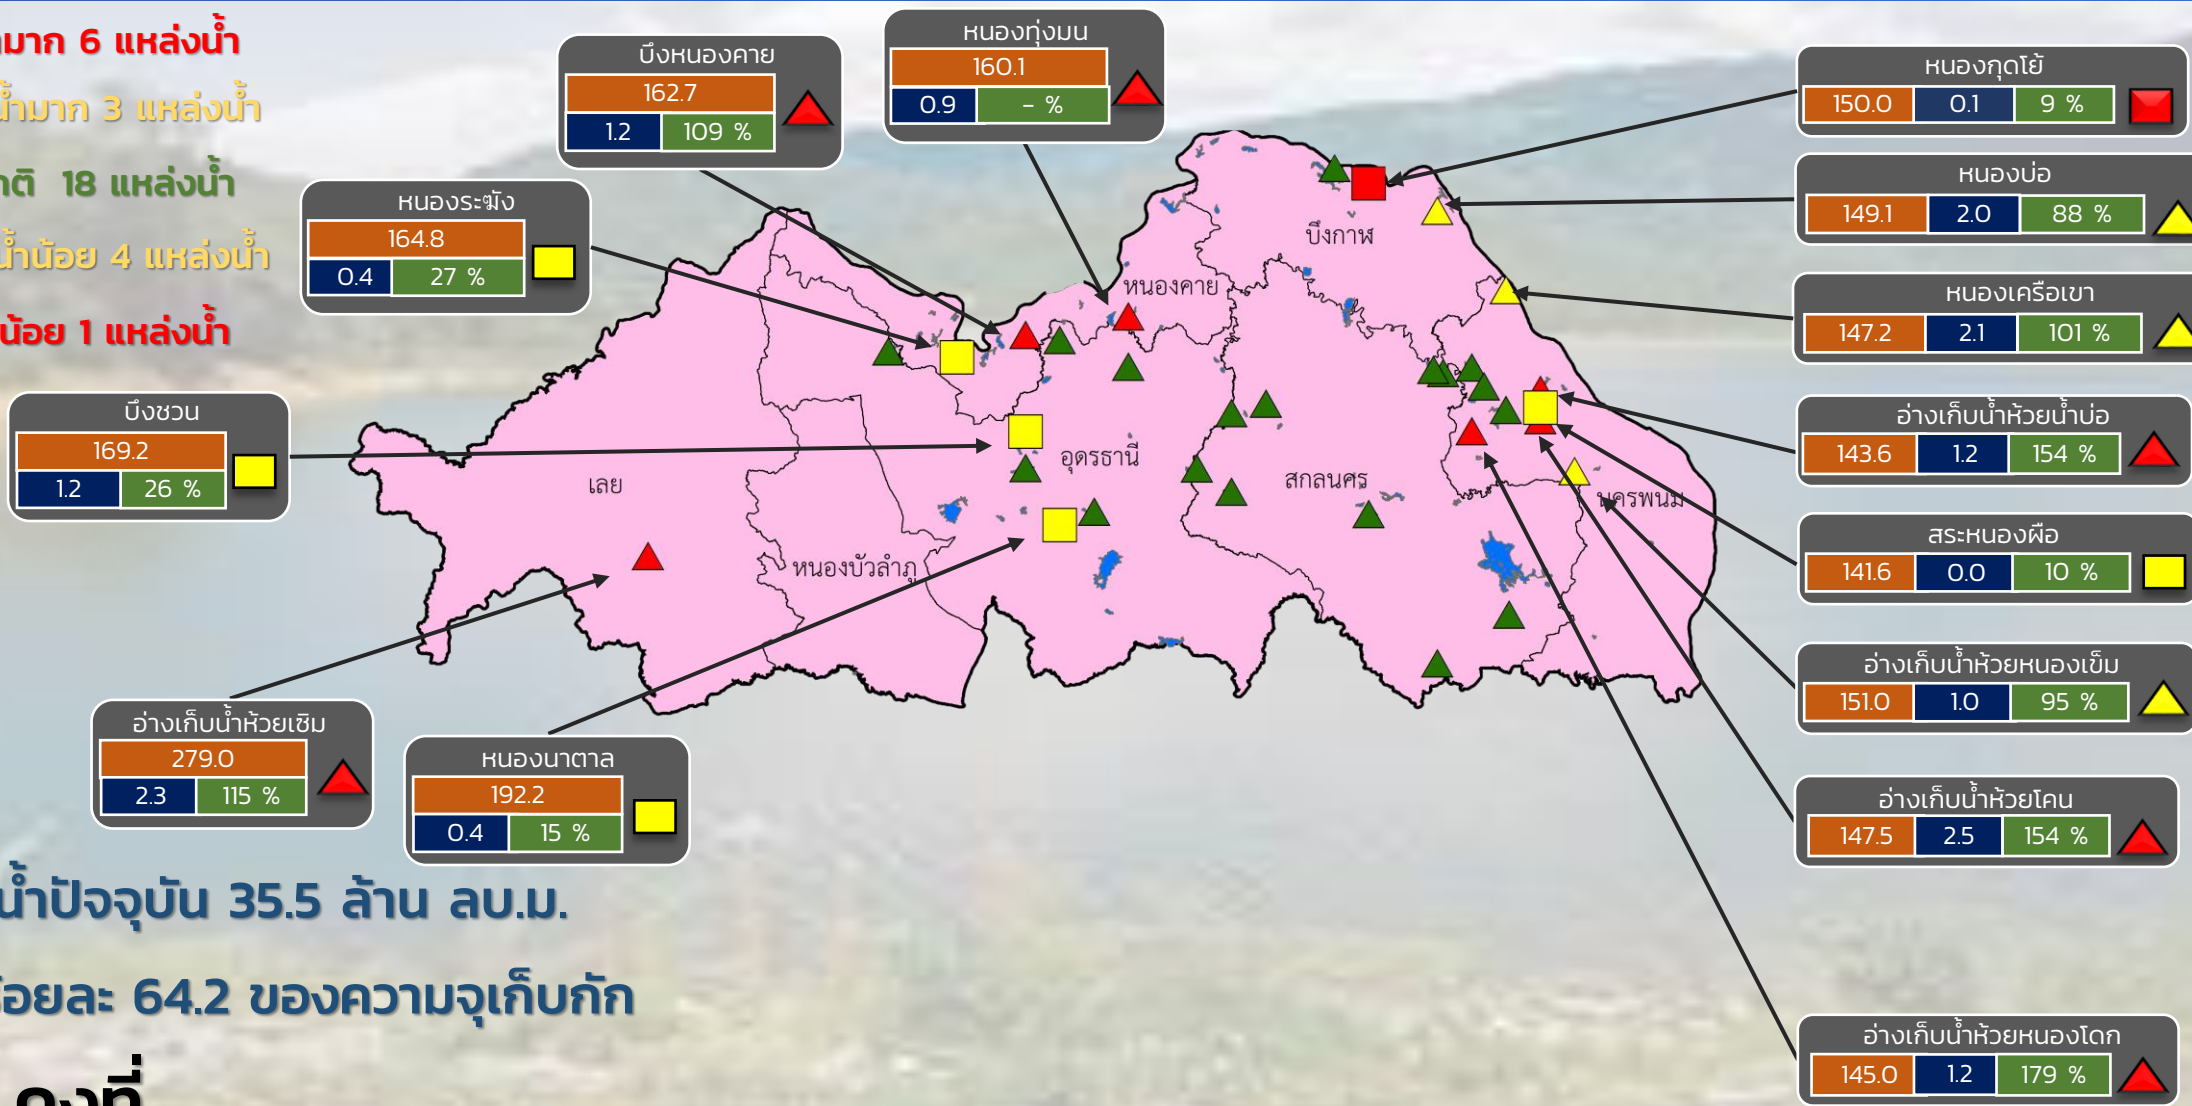 มาก 6 แหล่งน้ำ
น้ำมาก 3 แหล่งน้ำ
18 แหล่งน้ำ
น้ำน้อย 4 แหล่งน้ำ
น้อย 1 แหล่งน้ำ
บึงหนองคาย
162.7
1.2 109 %
หนองทุ่งมน
160.1
0.9 - %
หนองระฆัง
164.8
0.4 27 %
บึงชวน
169.2
1.2 26 %
อ่างเก็บน้ำห้วยเซิม
279.0
2.3 115 %
หนองนาตาล
192.2
0.4 15 %
บึงกาฬ
หนองคาย
อุดรธานี
เลย
สกลนคร
นครพนม
หนองบัวลำภู
หนองกุดโย้
150.0 0.1 9 %
หนองบ่อ
149.1 2.0 88 %
หนองเครือเขา
147.2 2.1 101 %
อ่างเก็บน้ำห้วยน้ำบ่อ
143.6 1.2 154 %
สระหนองผือ
141.6 0.0 10 %
อ่างเก็บน้ำห้วยหนองเข็ม
151.0 1.0 95 %
อ่างเก็บน้ำห้วยโคน
147.5 2.5 154 %
อ่างเก็บน้ำห้วยหนองโดก
145.0 1.2 179 %
น้ำปัจจุบัน 35.5 ล้าน ลบ.ม.
ร้อยละ 64.2 ของความจุเก็บกัก